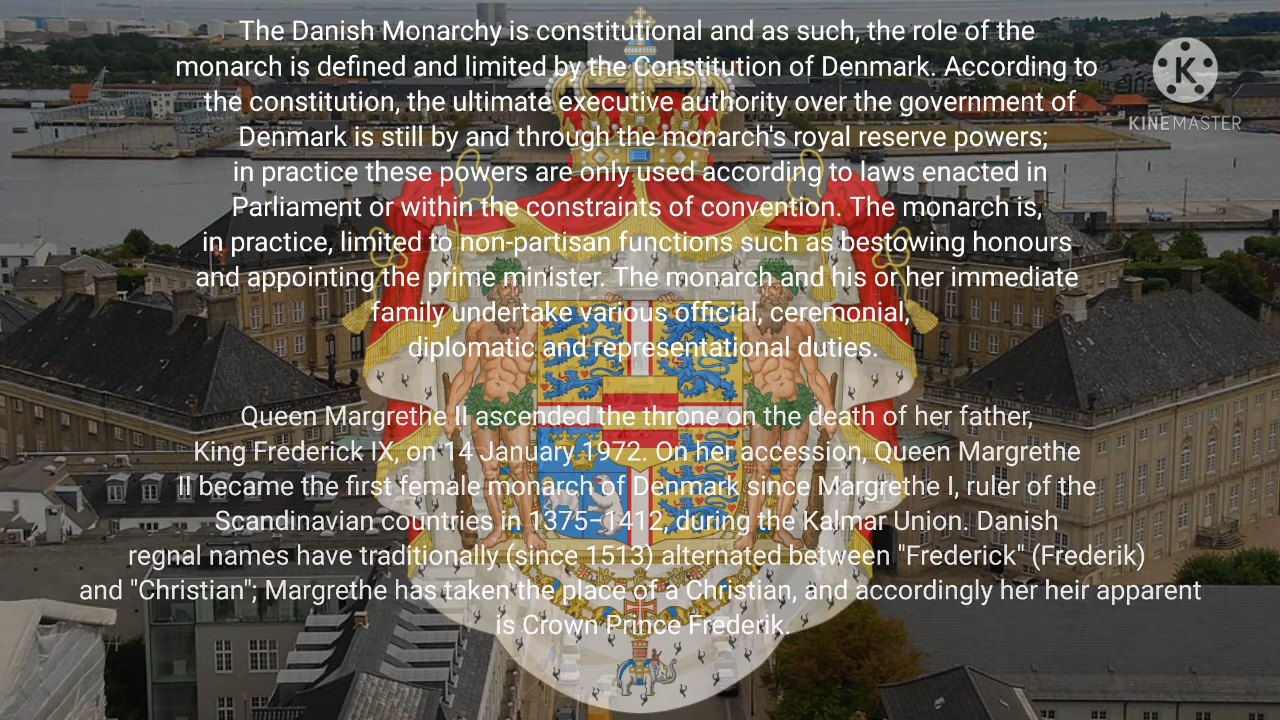 The Danish Monarchy is constitutional and as such, the role of the
monarch is defined and limited by the Constitution of Denmark. According to
the constitution, the ultimate executive authority over the government of
Denmark is still by and through the monarch's royal reserve powers;
in practice these powers are only used according to laws enacted in
Parliament or within the constraints of convention. The monarch is,
in practice, limited to non-partisan functions such as bestowing honours
and appointing the prime minister. The monarch and his or her immediate
family undertake various official, ceremonial,
diplomatic and representational duties.
Queen Margrethe II ascended the throne on the death of her father,
King Frederick IX, on 14 January 1972. On her accession, Queen Margrethe
II became the first female monarch of Denmark since Margrethe I, ruler of the
Scandinavian countries in 1375–1412, during the Kalmar Union. Danish
regnal names have traditionally (since 1513) alternated between "Frederick" (Frederik)
and "Christian"; Margrethe has taken the place of a Christian, and accordingly her heir apparent
is Crown Prince Frederik.
K
KINEMASTER